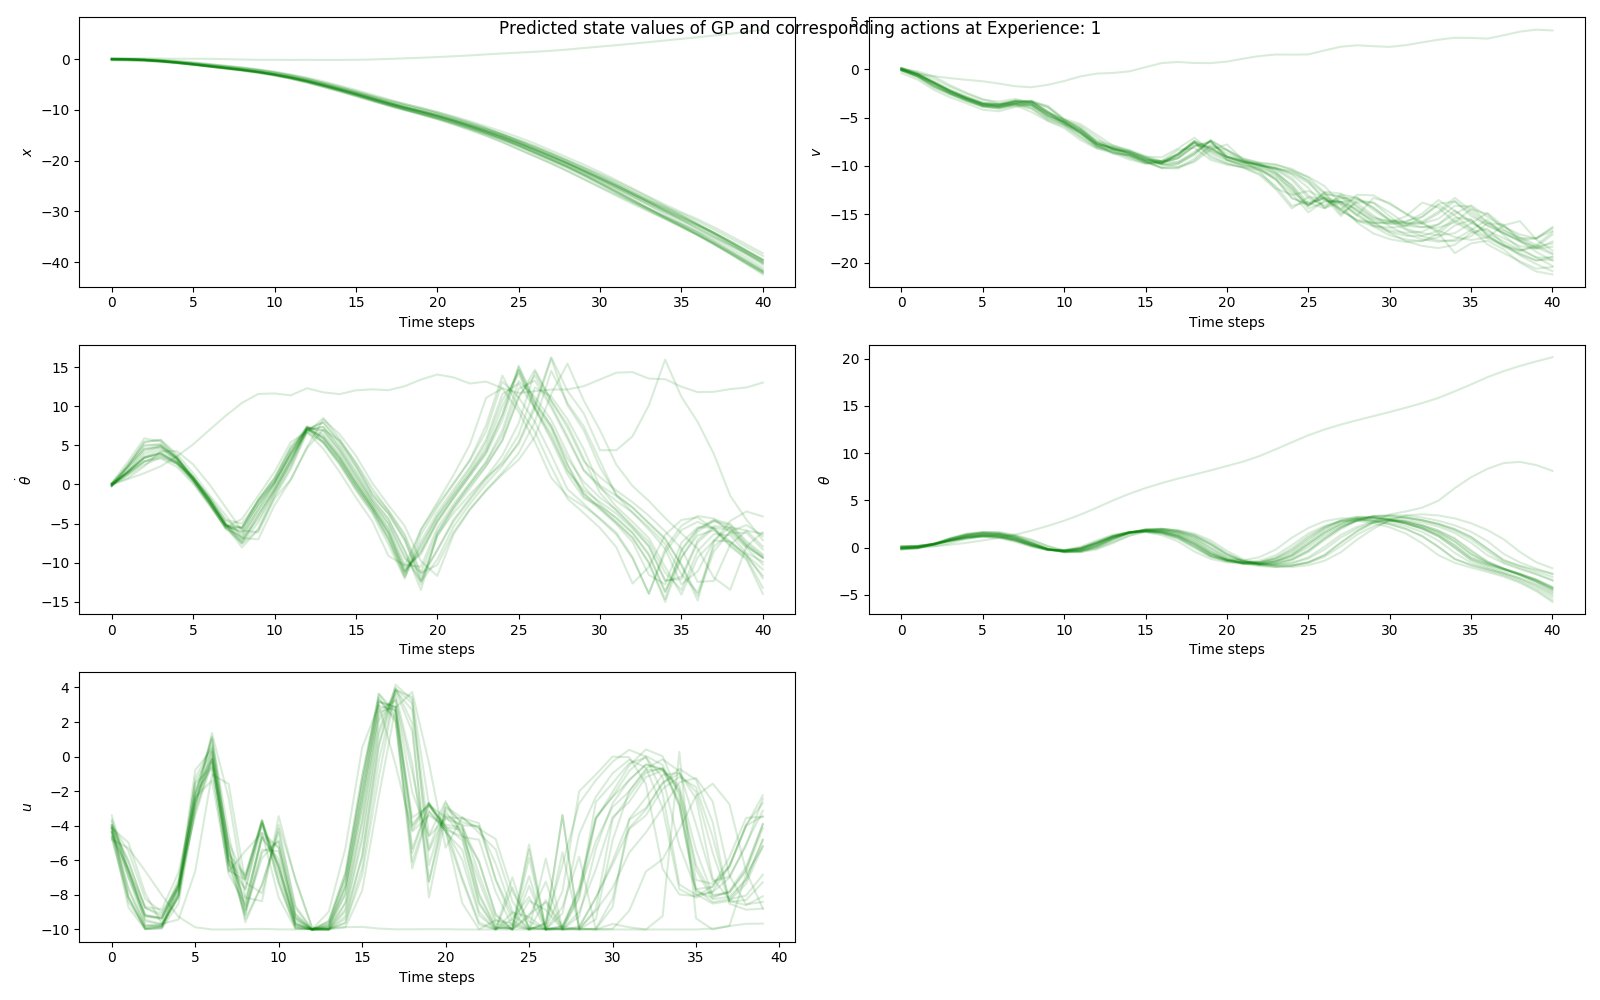 Predicted state values of GP and corresponding actions at Experience: 1
0
−10
−20
−30
−40
x
0 5 10 15 20 25 30 35 40
Time steps
5
0
−5
−10
−15
−20
v
0 5 10 15 20 25 30 35 40
Time steps
15
10
5
0
−5
−10
−15
θ̇
0 5 10 15 20 25 30 35 40
Time steps
20
15
10
5
0
−5
θ
0 5 10 15 20 25 30 35 40
Time steps
4
2
0
−2
−4
−6
−8
−10
u
0 5 10 15 20 25 30 35 40
Time steps